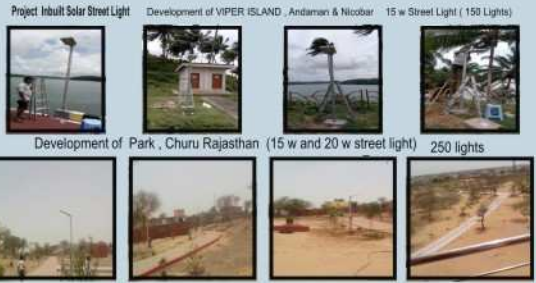 Project Inbuilt Solar Street Light Development of VIPER ISLAND , Andaman & Nicobar 15 w Street Light ( 150 Lights)
Development of Park , Churu Rajasthan (15 w and 20 w street light) 250 lights